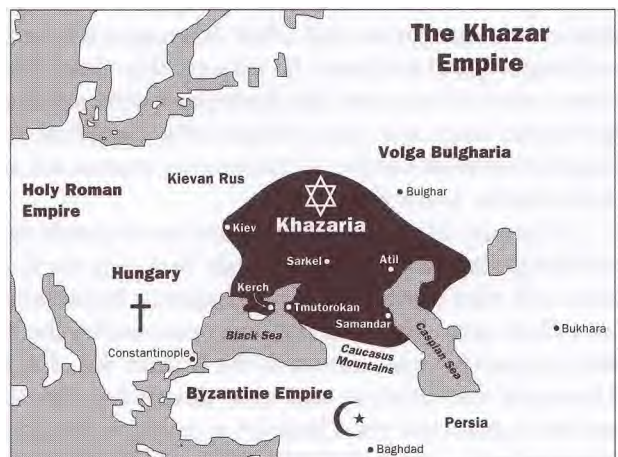 The Khazar
Empire
Volga Bulgharia
Kievan Rus
Bulghar
Holy Roman
Empire
Khazaria
Kiev
Sarkel
Atil
Hungary
Kerch
Tmutorokan
Samandar
Black Sea
Caspian Sea
Bukhara
Constantinople
Caucasus
Mountains
Byzantine Empire
Persia
Baghdad